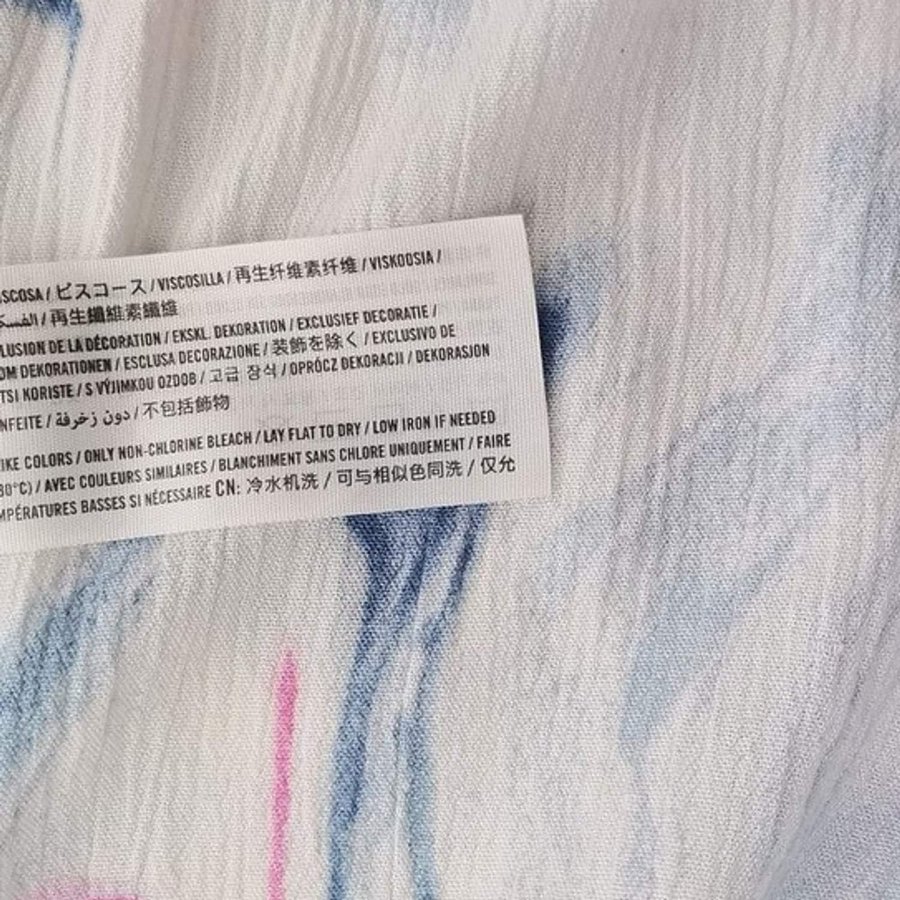 SCOSA / ビスコース / VISCOSILLA / 再生纤维素纤维 / VISKOOSIA /
الفسك / 再生纖維素纖維
LUSION DE LA DÉCORATION / EKSKL. DEKORATION / EXCLUSIEF DECORATIE /
OM DEKORATIONEN / ESCLUSA DECORAZIONE / 装飾を除く / EXCLUSIVO DE
TSI KORISTE / S VÝJIMKOU OZDOB / 고급 장식 / OPRÓCZ DEKORACJI / DEKORASJON
NFEITE / دون زخرفة / 不包括飾物
IKE COLORS / ONLY NON-CHLORINE BLEACH / LAY FLAT TO DRY / LOW IRON IF NEEDED
30°C) / AVEC COULEURS SIMILAIRES / BLANCHIMENT SANS CHLORE UNIQUEMENT / FAIRE
MPÉRATURES BASSES SI NÉCESSAIRE CN: 冷水机洗 / 可与相似色同洗 / 仅允